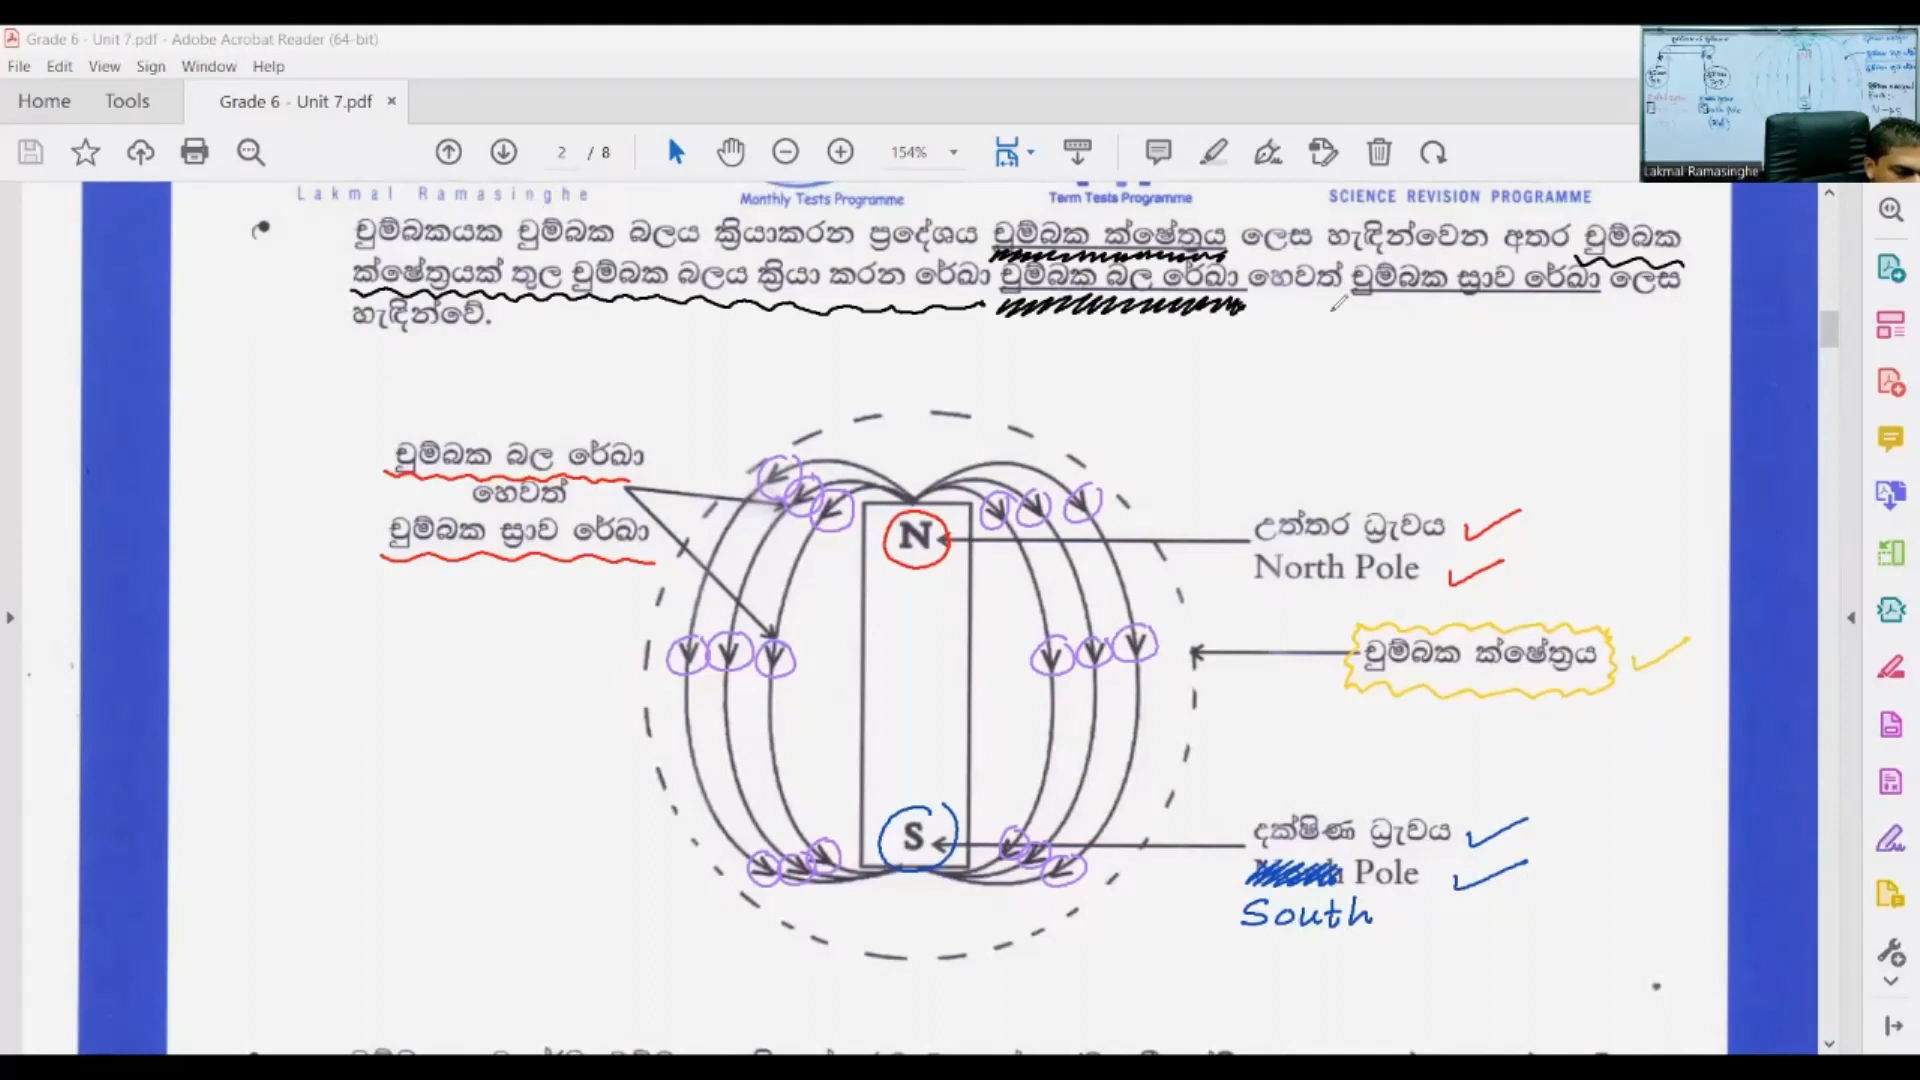 Grade 6 - Unit 7.pdf - Adobe Acrobat Reader (64-bit)
File Edit View Sign Window Help
Home Tools Grade 6 - Unit 7.pdf ×
2 / 8 154%
Lakmal Ramasinghe
Lakmal Ramasinghe Monthly Tests Programme Term Tests Programme SCIENCE REVISION PROGRAMME
චුම්බකයක චුම්බක බලය ක්‍රියාකරන ප්‍රදේශය චුම්බක ක්ෂේත්‍රය ලෙස හැඳින්වෙන අතර චුම්බක
ක්ෂේත්‍රයක් තුල චුම්බක බලය ක්‍රියා කරන රේඛා චුම්බක බල රේඛා හෙවත් චුම්බක ස්‍රාව රේඛා ලෙස
හැඳින්වේ.
චුම්බක බල රේඛා
හෙවත්
චුම්බක ස්‍රාව රේඛා
N
උත්තර ධ්‍රැවය
North Pole
චුම්බක ක්ෂේත්‍රය
S
දක්ෂිණ ධ්‍රැවය
Pole
South